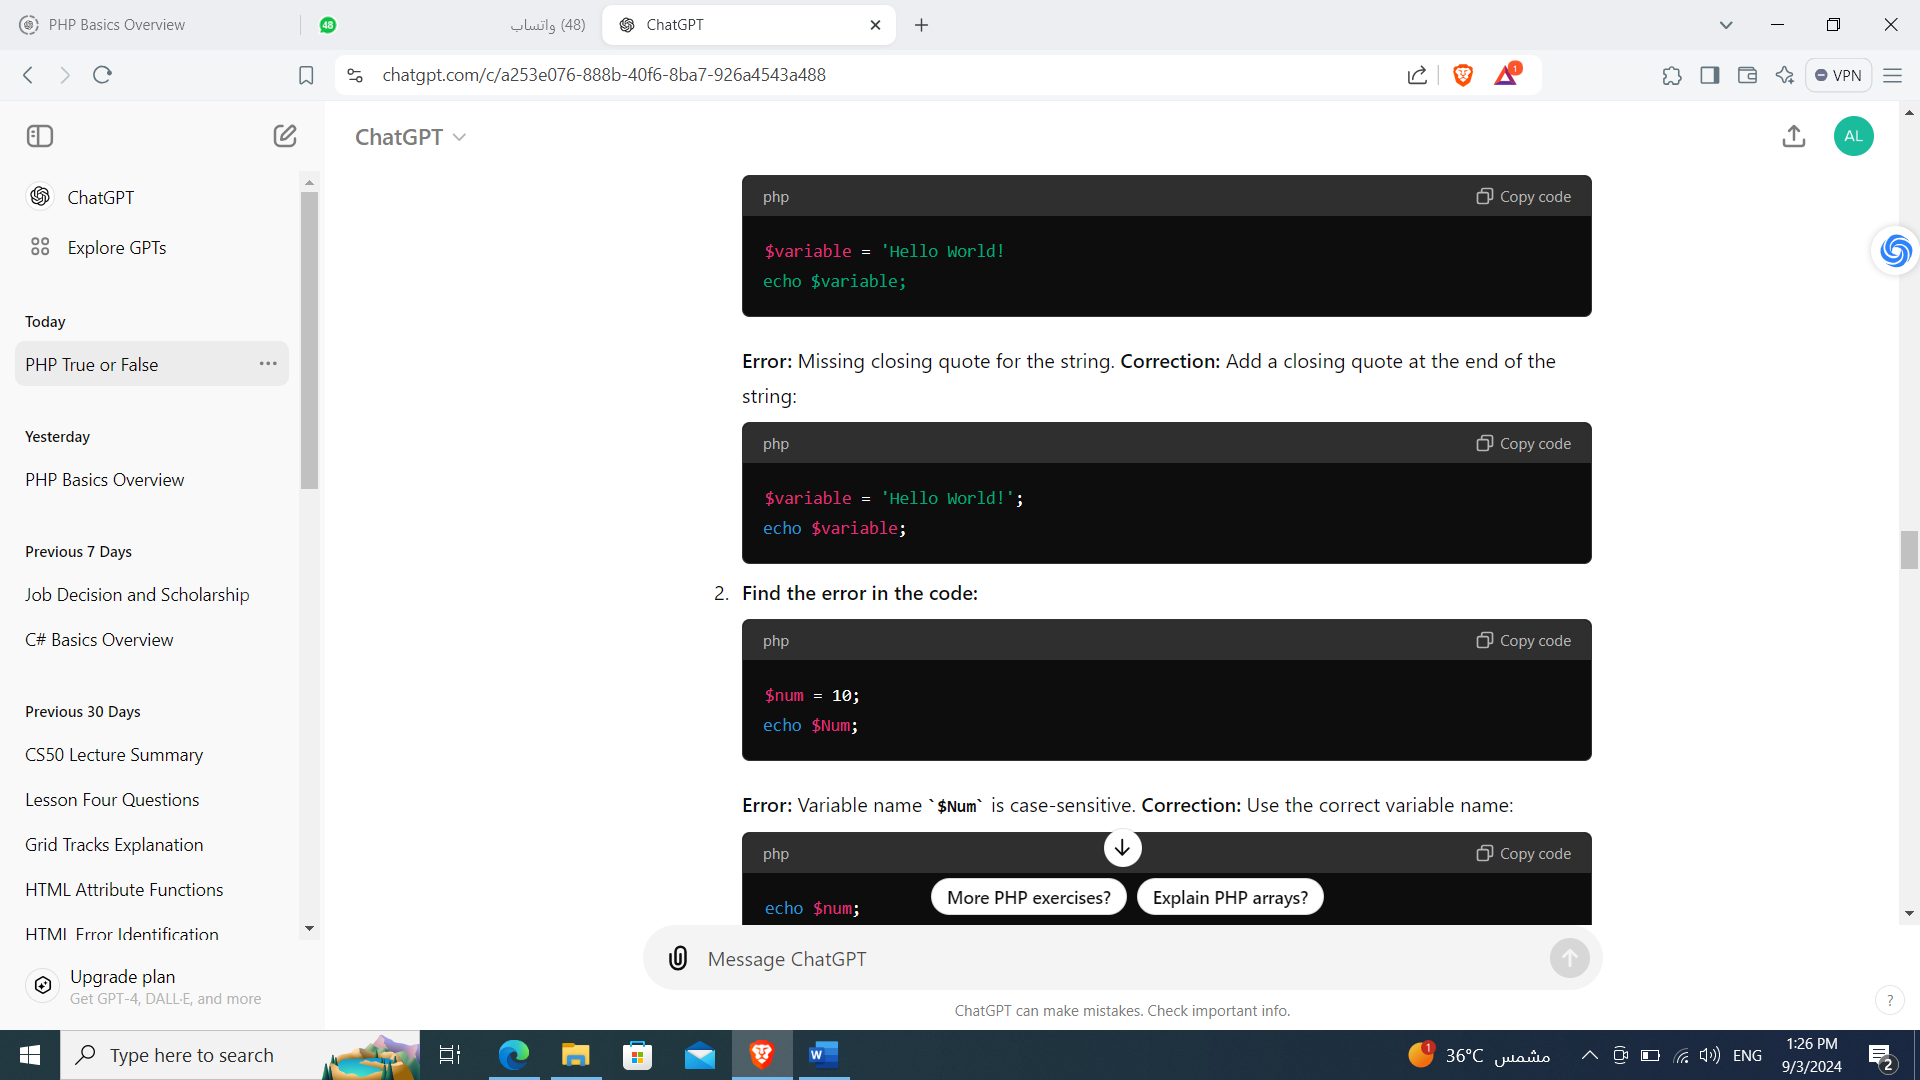 PHP Basics Overview
48
(48) واتساب
ChatGPT
chatgpt.com/c/a253e076-888b-40f6-8ba7-926a4543a488
1
VPN
ChatGPT
Explore GPTs
Today
PHP True or False
Yesterday
PHP Basics Overview
Previous 7 Days
Job Decision and Scholarship
C# Basics Overview
Previous 30 Days
CS50 Lecture Summary
Lesson Four Questions
Grid Tracks Explanation
HTML Attribute Functions
HTML Error Identification
Upgrade plan
Get GPT-4, DALL·E, and more
ChatGPT
AL
php
Copy code
$variable = 'Hello World!
echo $variable;
Error: Missing closing quote for the string. Correction: Add a closing quote at the end of the
string:
php
Copy code
$variable = 'Hello World!';
echo $variable;
2. Find the error in the code:
php
Copy code
$num = 10;
echo $Num;
Error: Variable name `$Num` is case-sensitive. Correction: Use the correct variable name:
php
Copy code
echo $num;
More PHP exercises?
Explain PHP arrays?
Message ChatGPT
ChatGPT can make mistakes. Check important info.
?
Type here to search
W
1
36°C مشمس
ENG
1:26 PM
9/3/2024
2